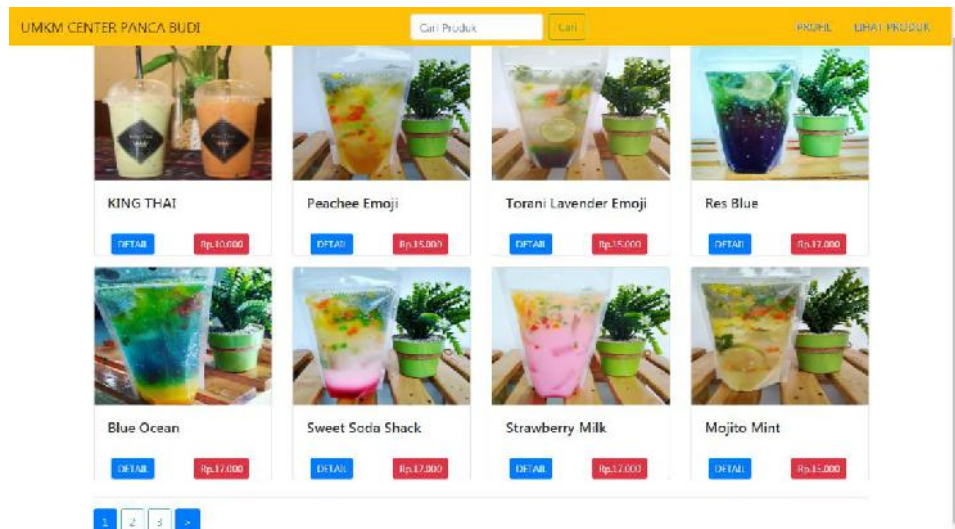 UMKM CENTER PANCA BUDI
Cari Produk
Cari
PROFIL
LIHAT PRODUK
KING THAI
Peachee Emoji
Torani Lavender Emoji
Res Blue
DETAIL
Rp.10.000
DETAIL
Rp.15.000
DETAIL
Rp.15.000
DETAIL
Rp.17.000
Blue Ocean
Sweet Soda Shack
Strawberry Milk
Mojito Mint
DETAIL
Rp.17.000
DETAIL
Rp.17.000
DETAIL
Rp.17.000
DETAIL
Rp.15.000
1 2 3 >